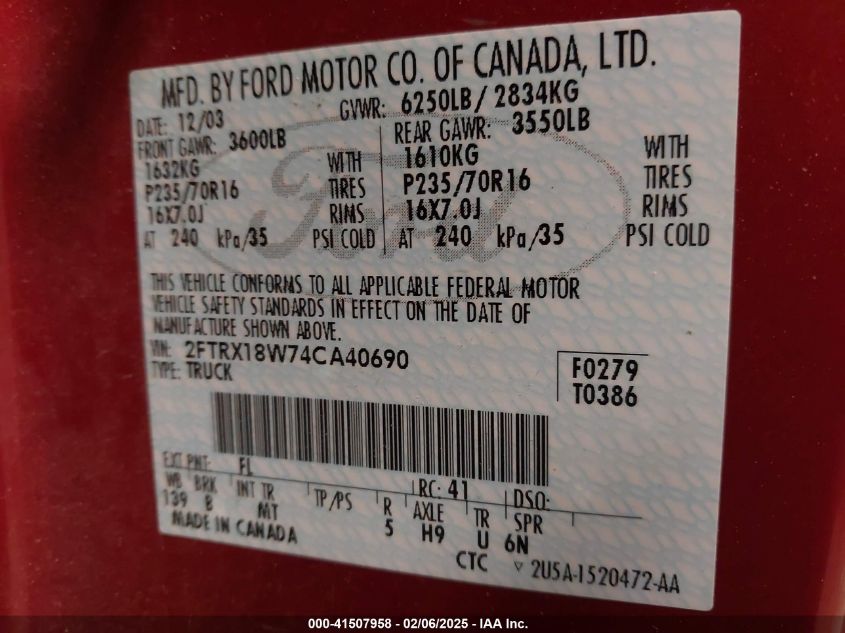 MFD. BY FORD MOTOR CO. OF CANADA, LTD.
DATE: 12/03 GVWR: 6250LB / 2834KG
FRONT GAWR: 3600LB REAR GAWR: 3550LB
1632KG WITH 1610KG WITH
P235/70R16 TIRES P235/70R16 TIRES
16X7.0J RIMS 16X7.0J RIMS
AT 240 kPa/35 PSI COLD AT 240 kPa/35 PSI COLD
Ford
THIS VEHICLE CONFORMS TO ALL APPLICABLE FEDERAL MOTOR
VEHICLE SAFETY STANDARDS IN EFFECT ON THE DATE OF
MANUFACTURE SHOWN ABOVE.
VIN: 2FTRX18W74CA40690
TYPE: TRUCK
F0279
T0386
EXT PNT: FL RC: 41 DSO:
WB BRK INT TR TP/PS R AXLE TR SPR
139 B MT 5 H9 U 6N
MADE IN CANADA CTC ▽ 2U5A-1520472-AA
000-41507958 - 02/06/2025 - © IAA Inc.